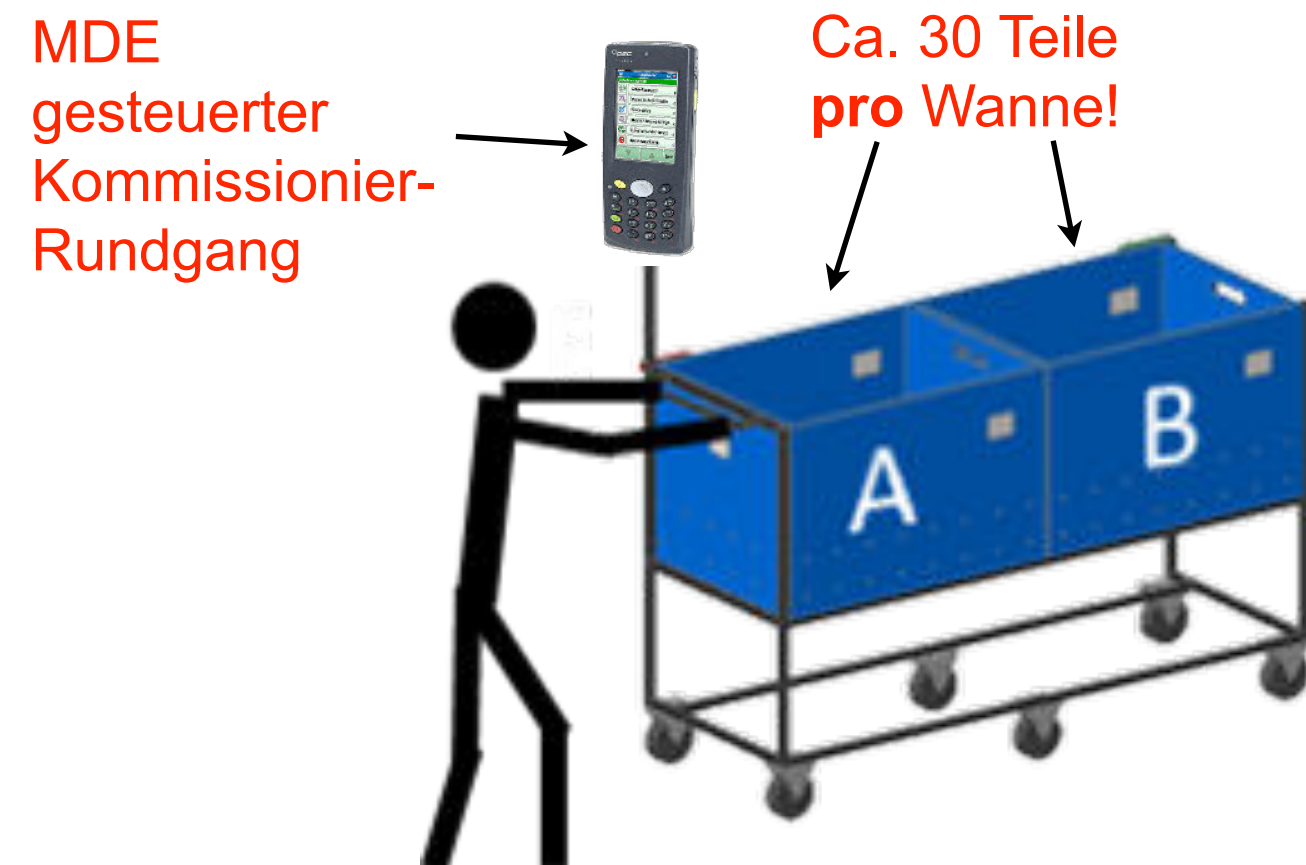 MDE
gesteuerter
Kommissionier-
Rundgang
Ca. 30 Teile
pro Wanne!
A
B